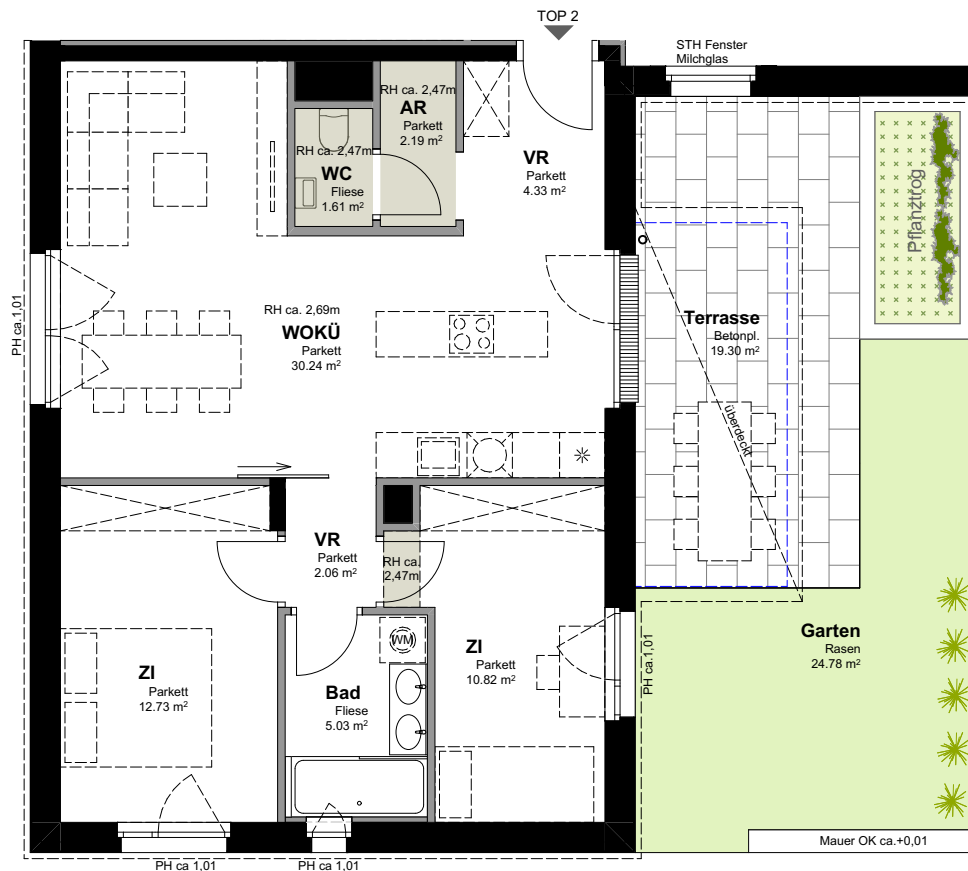 TOP 2
STH Fenster
Milchglas
RH ca. 2,47m
AR
Parkett
2.19 m²
RH ca. 2,47m
WC
Fliese
1.61 m²
VR
Parkett
4.33 m²
Pflanztrog
PH ca.1,01
RH ca. 2,69m
WOKÜ
Parkett
30.24 m²
Terrasse
Betonpl.
19.30 m²
überdeckt
VR
Parkett
2.06 m²
RH ca.
2,47m
WM
ZI
Parkett
12.73 m²
Bad
Fliese
5.03 m²
ZI
Parkett
10.82 m²
PH ca.1,01
Garten
Rasen
24.78 m²
Mauer OK ca.+0,01
PH ca 1,01
PH ca 1,01